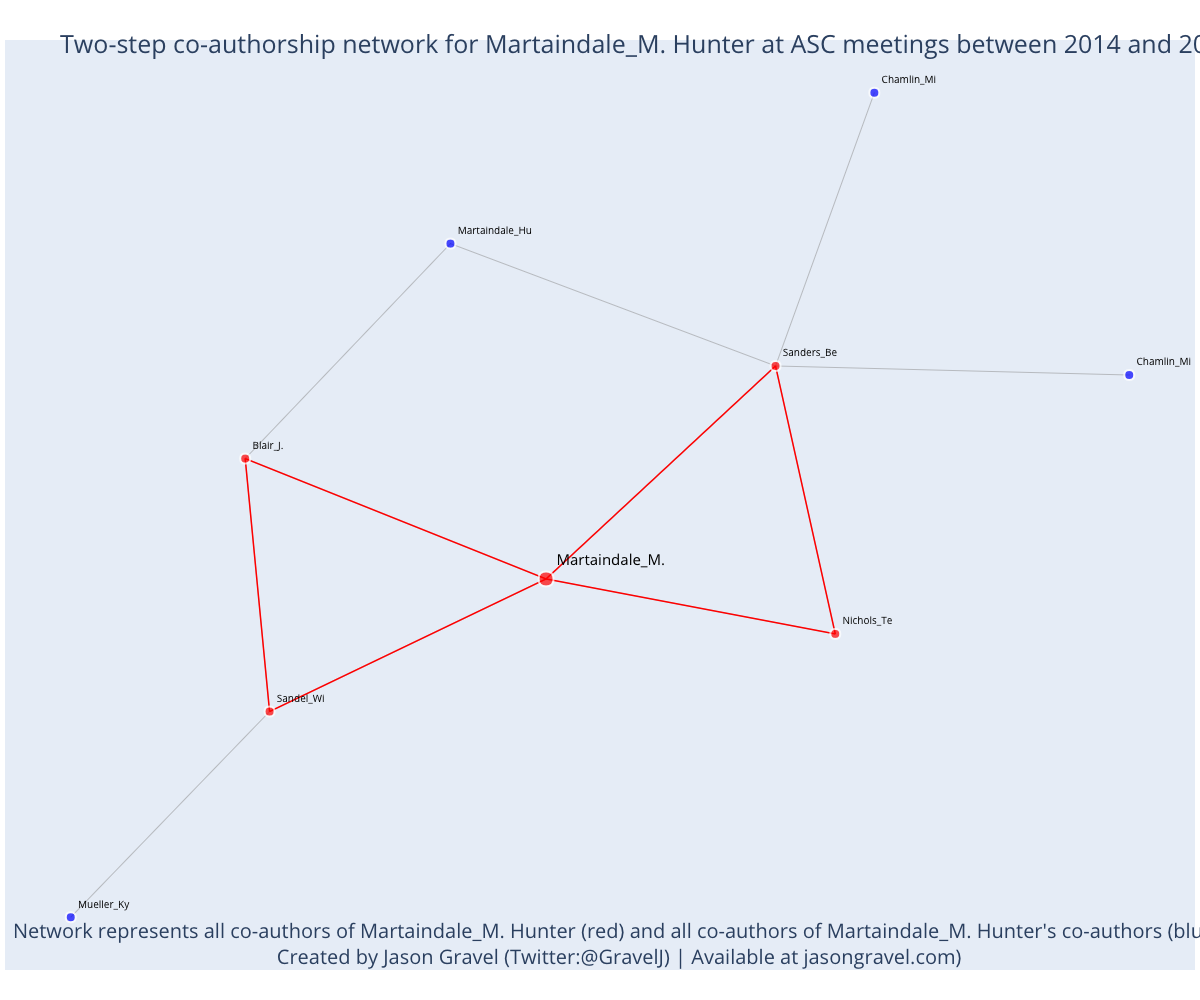 Two-step co-authorship network for Martaindale_M. Hunter at ASC meetings between 2014 and 20
Chamlin_Mi
Martaindale_Hu
Sanders_Be
Chamlin_Mi
Blair_J.
Martaindale_M.
Nichols_Te
Sandel_Wi
Mueller_Ky
Network represents all co-authors of Martaindale_M. Hunter (red) and all co-authors of Martaindale_M. Hunter's co-authors (blu
Created by Jason Gravel (Twitter:@GravelJ) | Available at jasongravel.com)